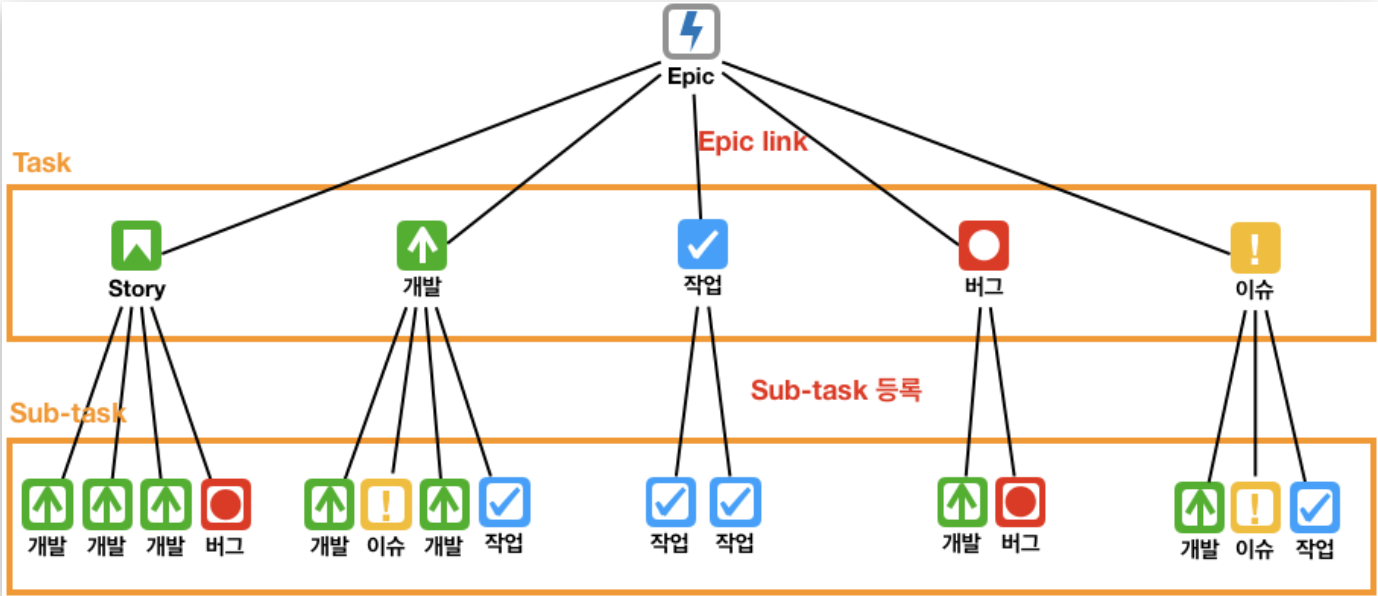 Epic
Epic link
Task
Story
개발
작업
버그
이슈
Sub-task 등록
Sub-task
개발 개발 개발 버그
개발 이슈 개발 작업
작업 작업
개발 버그
개발 이슈 작업